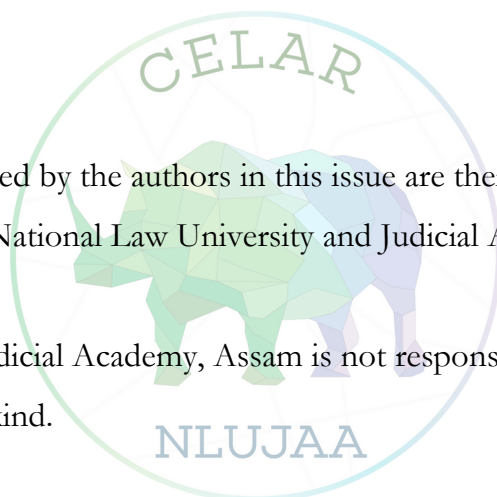 CELAR
ed by the authors in this issue are the
National Law University and Judicial A
dicial Academy, Assam is not respons
kind.
NLUJAA